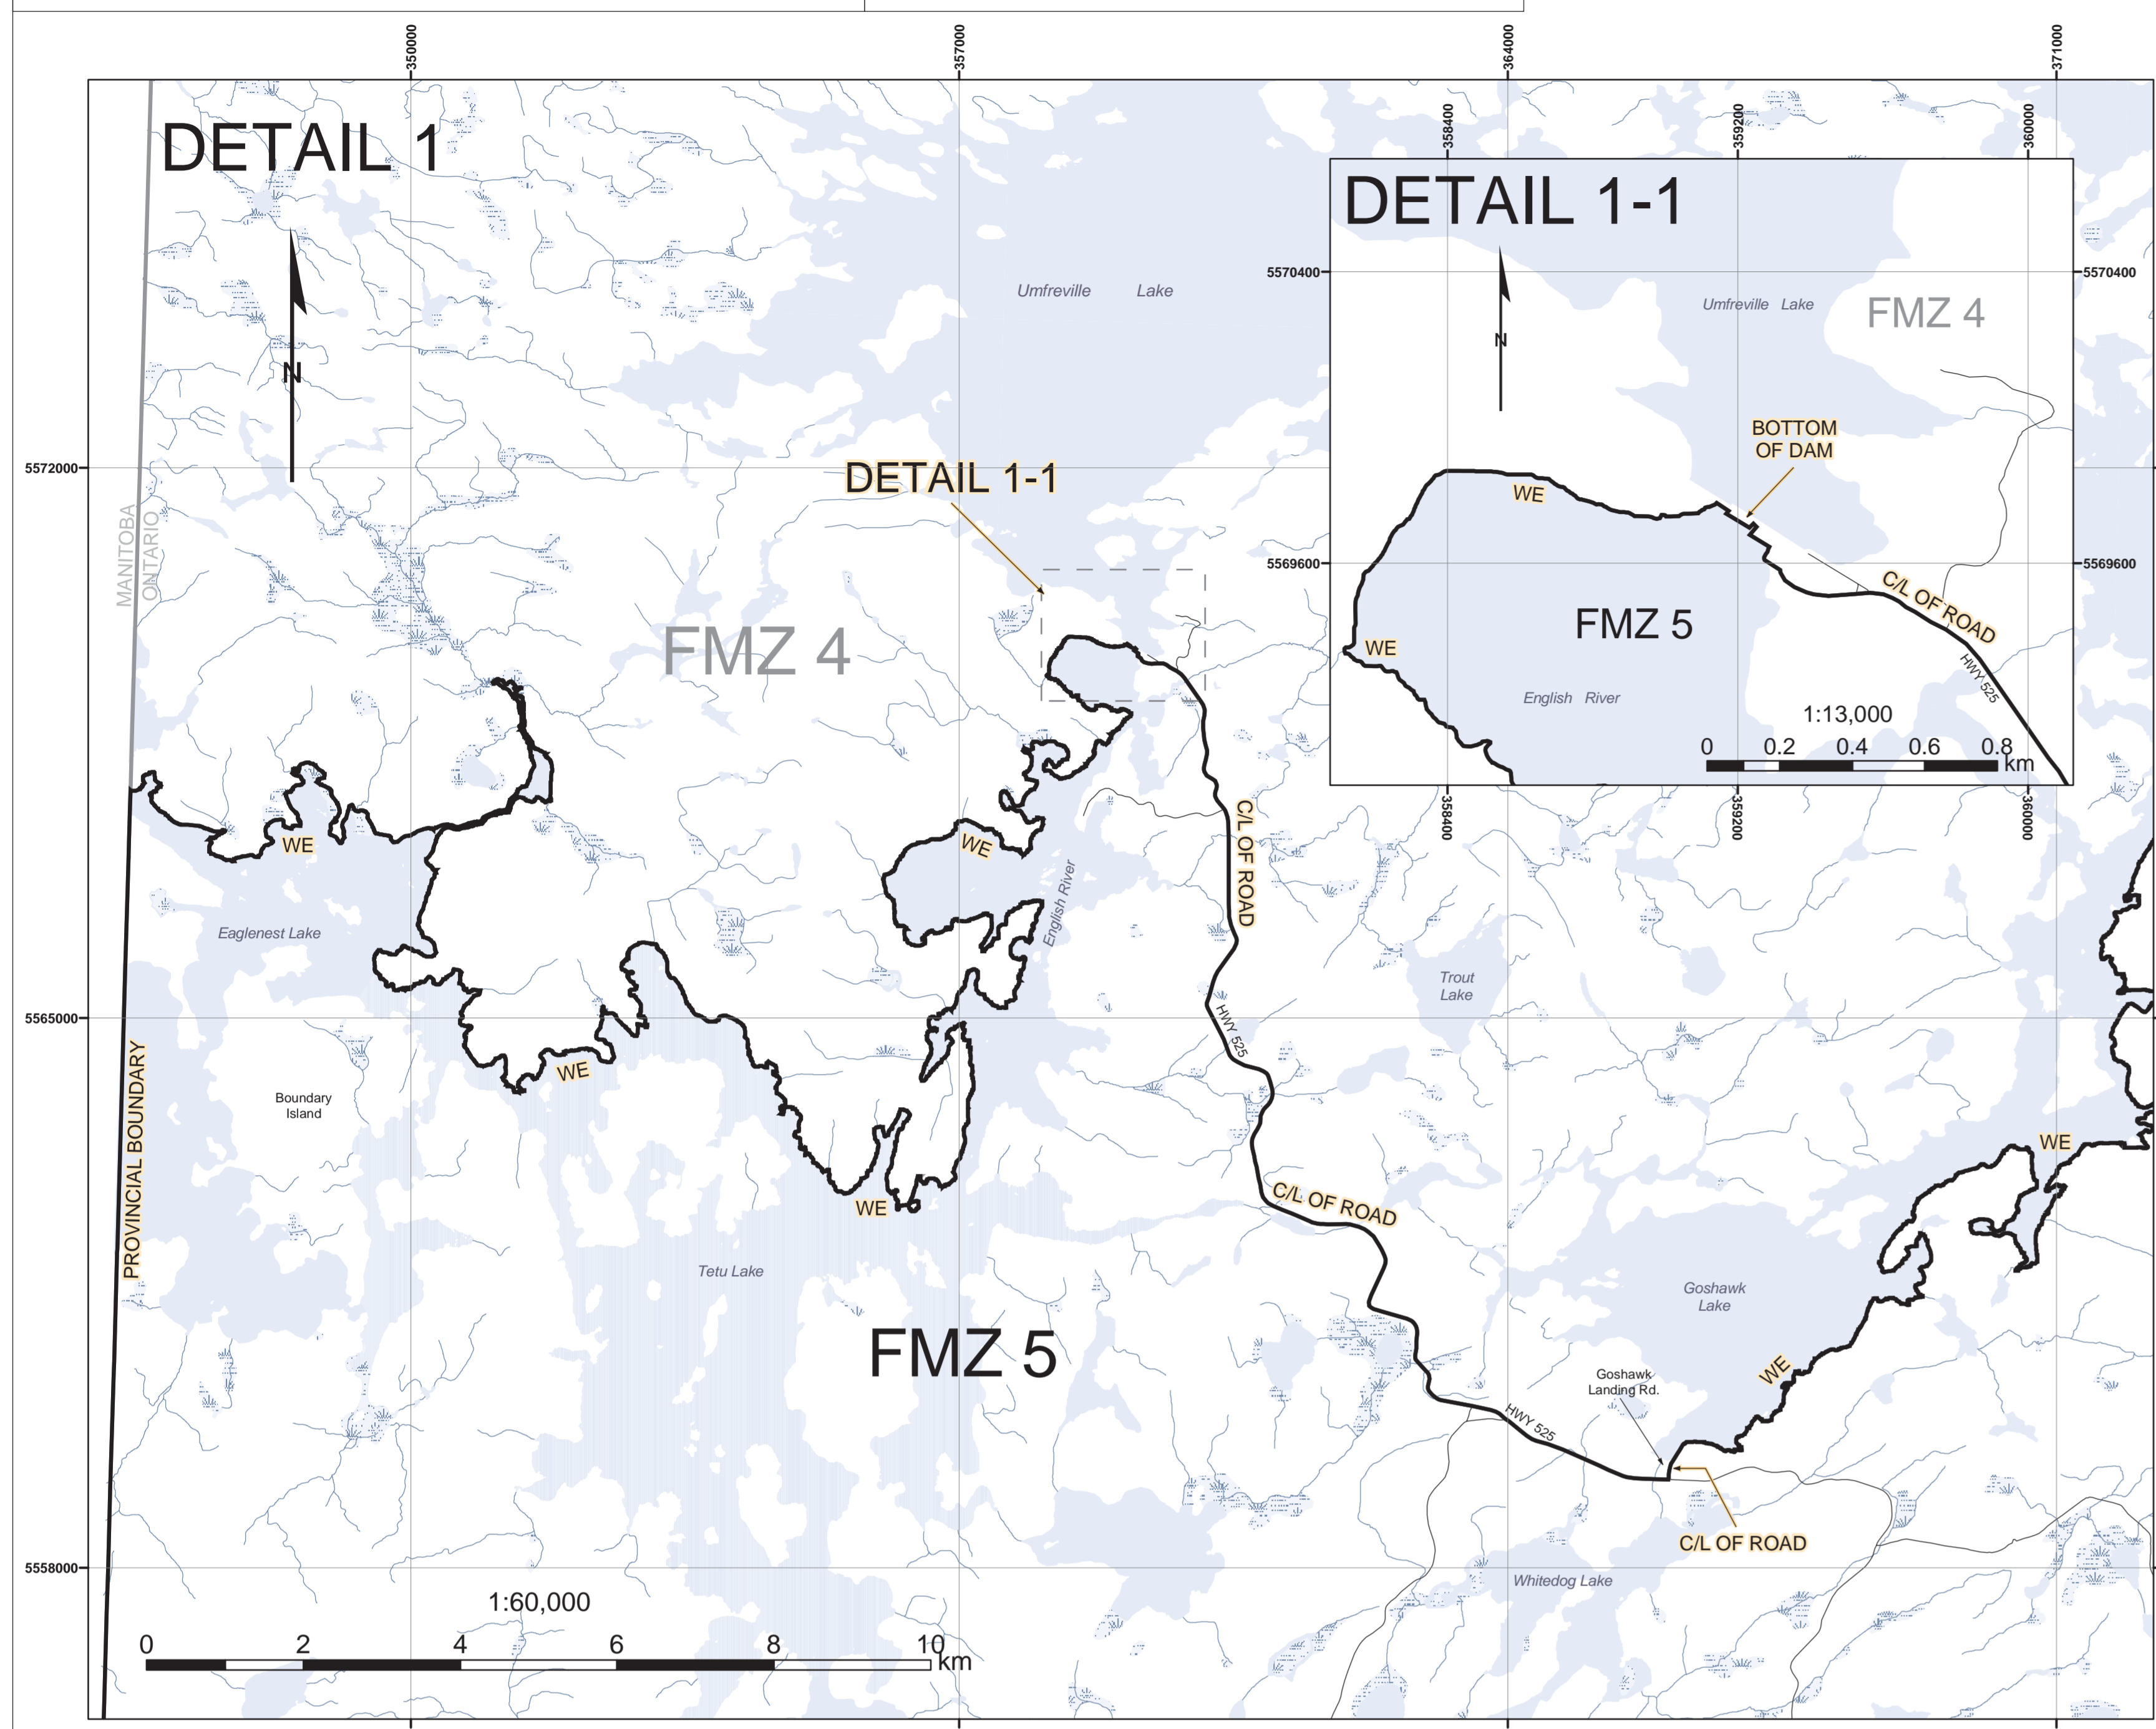 350000
357000
364000
371000
DETAIL 1
358400
359200
360000
DETAIL 1-1
5570400
5570400
Umfreville Lake
Umfreville Lake
FMZ 4
N
N
BOTTOM
OF DAM
5572000
DETAIL 1-1
WE
MANITOBA
ONTARIO
5569600
5569600
C/L OF ROAD
FMZ 5
FMZ 4
WE
HWY 525
English River
1:13,000
0 0.2 0.4 0.6 0.8
km
358400
359200
360000
WE
WE
C/L OF ROAD
English River
Eaglenest Lake
Trout
Lake
5565000
HWY 525
WE
Boundary
Island
PROVINCIAL BOUNDARY
WE
WE
C/L OF ROAD
Tetu Lake
Goshawk
Lake
FMZ 5
WE
Goshawk
Landing Rd.
HWY 525
C/L OF ROAD
5558000
Whitedog Lake
1:60,000
0 2 4 6 8 10
km